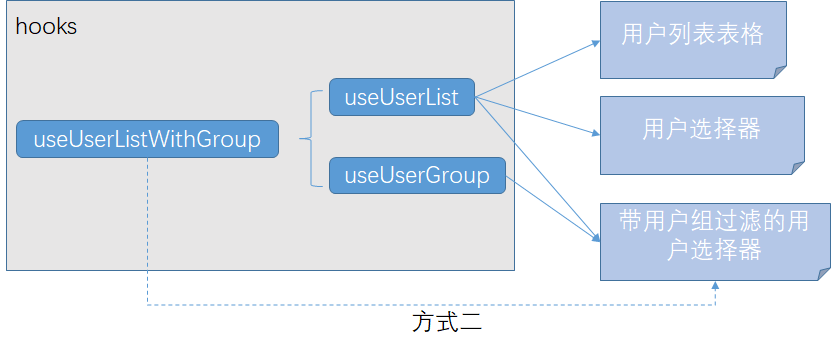 hooks
useUserListWithGroup
useUserList
useUserGroup
用户列表表格
用户选择器
带用户组过滤的用
户选择器
方式二